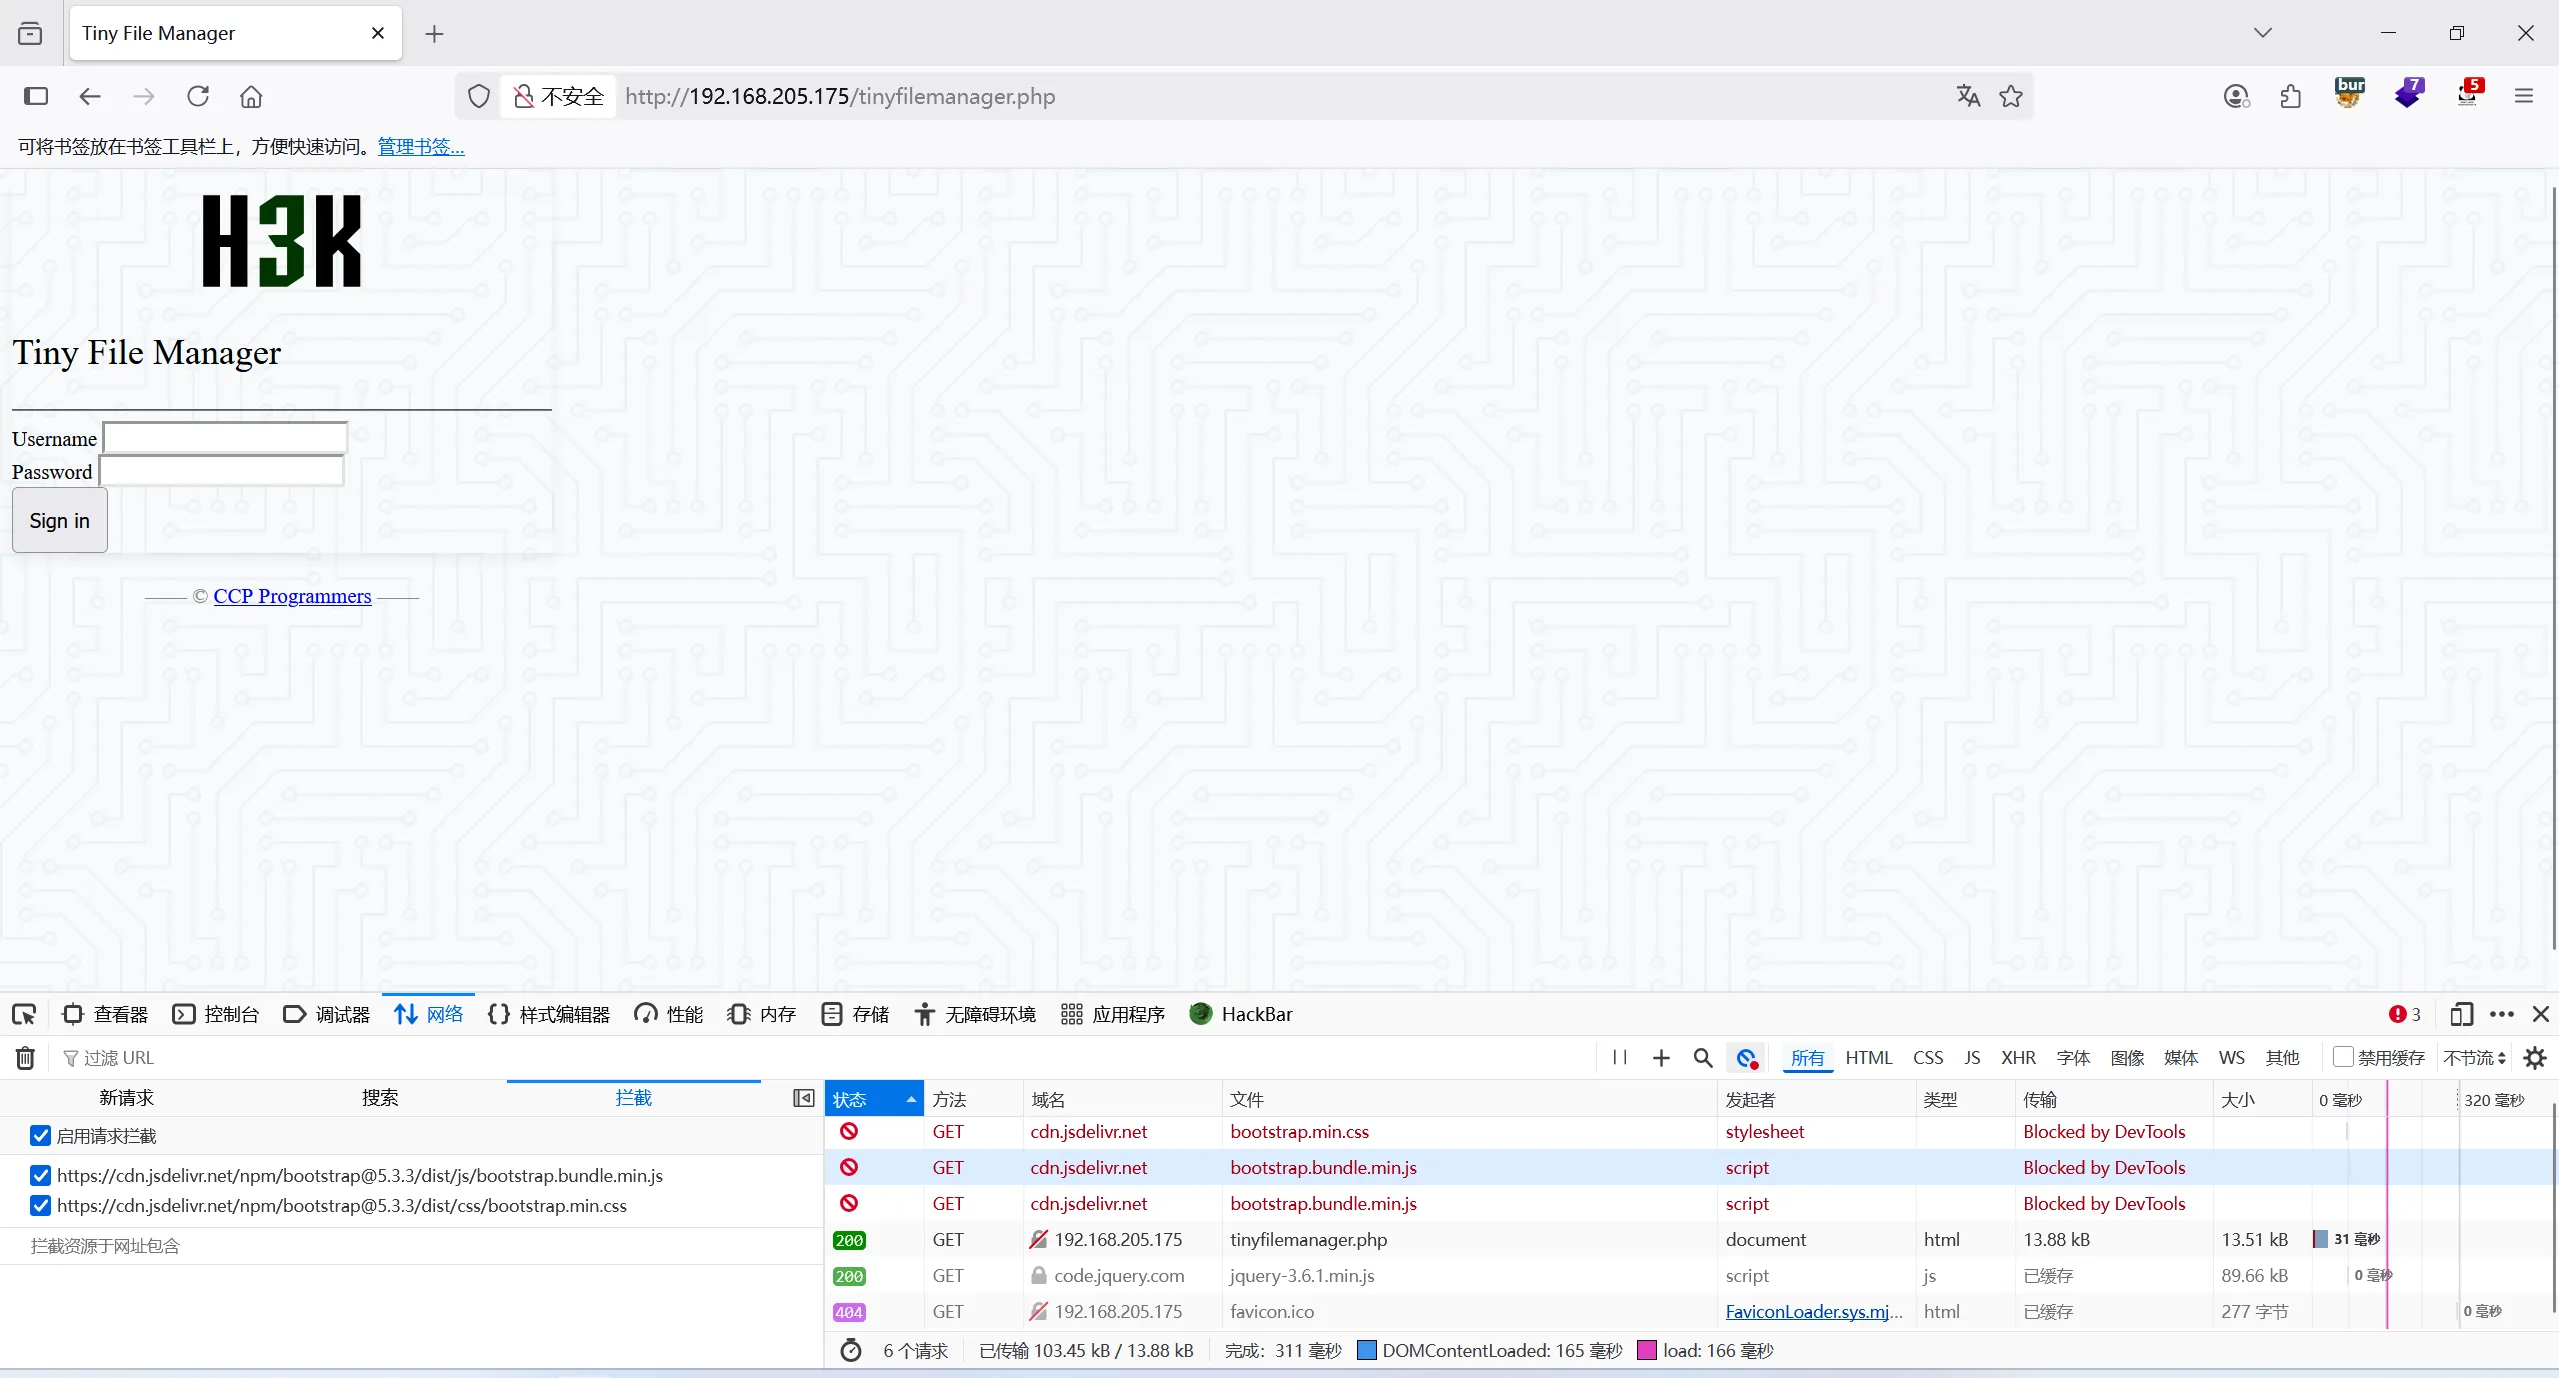 Tiny File Manager
不安全 http://192.168.205.175/tinyfilemanager.php
bur
7
5
可将书签放在书签工具栏上，方便快速访问。管理书签...
H3K
Tiny File Manager
Username
Password
Sign in
© CCP Programmers
查看器 控制台 调试器 网络 样式编辑器 性能 内存 存储 无障碍环境 应用程序 HackBar 3
过滤 URL 所有 HTML CSS JS XHR 字体 图像 媒体 WS 其他 禁用缓存 不节流
新请求 搜索 拦截
启用请求拦截
https://cdn.jsdelivr.net/npm/bootstrap@5.3.3/dist/js/bootstrap.bundle.min.js
https://cdn.jsdelivr.net/npm/bootstrap@5.3.3/dist/css/bootstrap.min.css
拦截资源于网址包含
状态 方法 域名 文件 发起者 类型 传输 大小 0 毫秒 320 毫秒
GET cdn.jsdelivr.net bootstrap.min.css stylesheet Blocked by DevTools
GET cdn.jsdelivr.net bootstrap.bundle.min.js script Blocked by DevTools
GET cdn.jsdelivr.net bootstrap.bundle.min.js script Blocked by DevTools
200 GET 192.168.205.175 tinyfilemanager.php document html 13.88 kB 13.51 kB 31 毫秒
200 GET code.jquery.com jquery-3.6.1.min.js script js 已缓存 89.66 kB 0 毫秒
404 GET 192.168.205.175 favicon.ico FaviconLoader.sys.mj... html 已缓存 277 字节 0 毫秒
6 个请求 已传输 103.45 kB / 13.88 kB 完成：311 毫秒 DOMContentLoaded: 165 毫秒 load: 166 毫秒